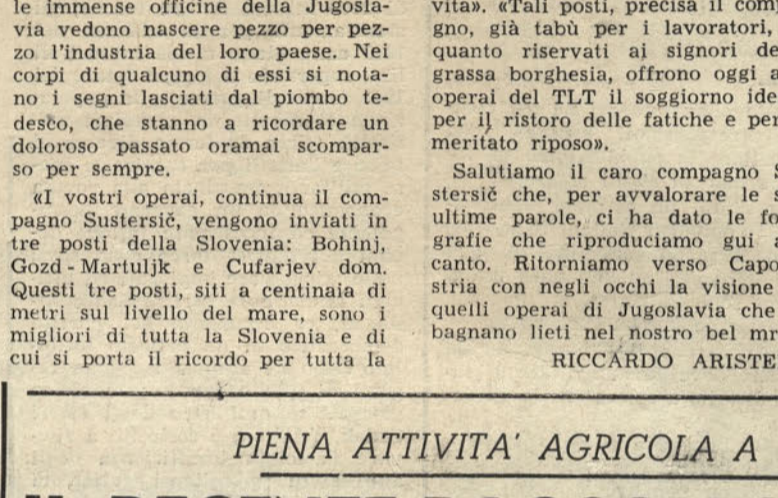 le immense officine della Jugosla-
via vedono nascere pezzo per pez-
zo l'industria del loro paese. Nei
corpi di qualcuno di essi si nota-
no i segni lasciati dal piombo te-
desco, che stanno a ricordare un
doloroso passato oramai scompar-
so per sempre.
«I vostri operai, continua il com-
pagno Sustersič, vengono inviati in
tre posti della Slovenia: Bohinj,
Gozd - Martuljk e Cufarjev dom.
Questi tre posti, siti a centinaia di
metri sul livello del mare, sono i
migliori di tutta la Slovenia e di
cui si porta il ricordo per tutta la
vita». «Tali posti, precisa il comp
gno, già tabù per i lavoratori,
quanto riservati ai signori de
grassa borghesia, offrono oggi a
operai del TLT il soggiorno ide
per il ristoro delle fatiche e per
meritato riposo».
Salutiamo il caro compagno S
stersič che, per avvalorare le s
ultime parole, ci ha dato le fo
grafie che riproduciamo gui a
canto. Ritorniamo verso Capo
stria con negli occhi la visione
quelli operai di Jugoslavia che
bagnano lieti nel nostro bel mr
RICCARDO ARISTE
PIENA ATTIVITA' AGRICOLA A